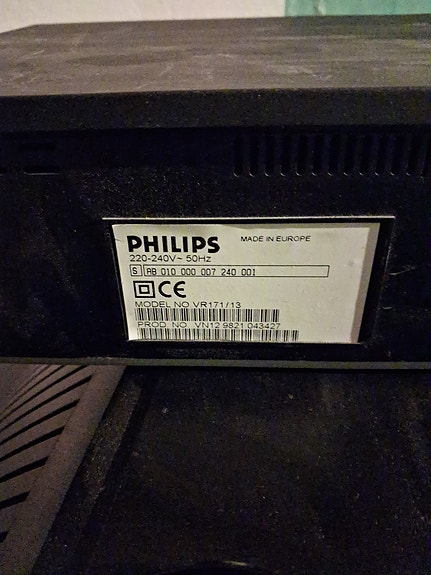 PHILIPS MADE IN EUROPE
220-240V~ 50Hz
S AB 010 000 007 240 001
CE
MODEL NO. VR171/13
PROD. NO. VN12 9821 043427